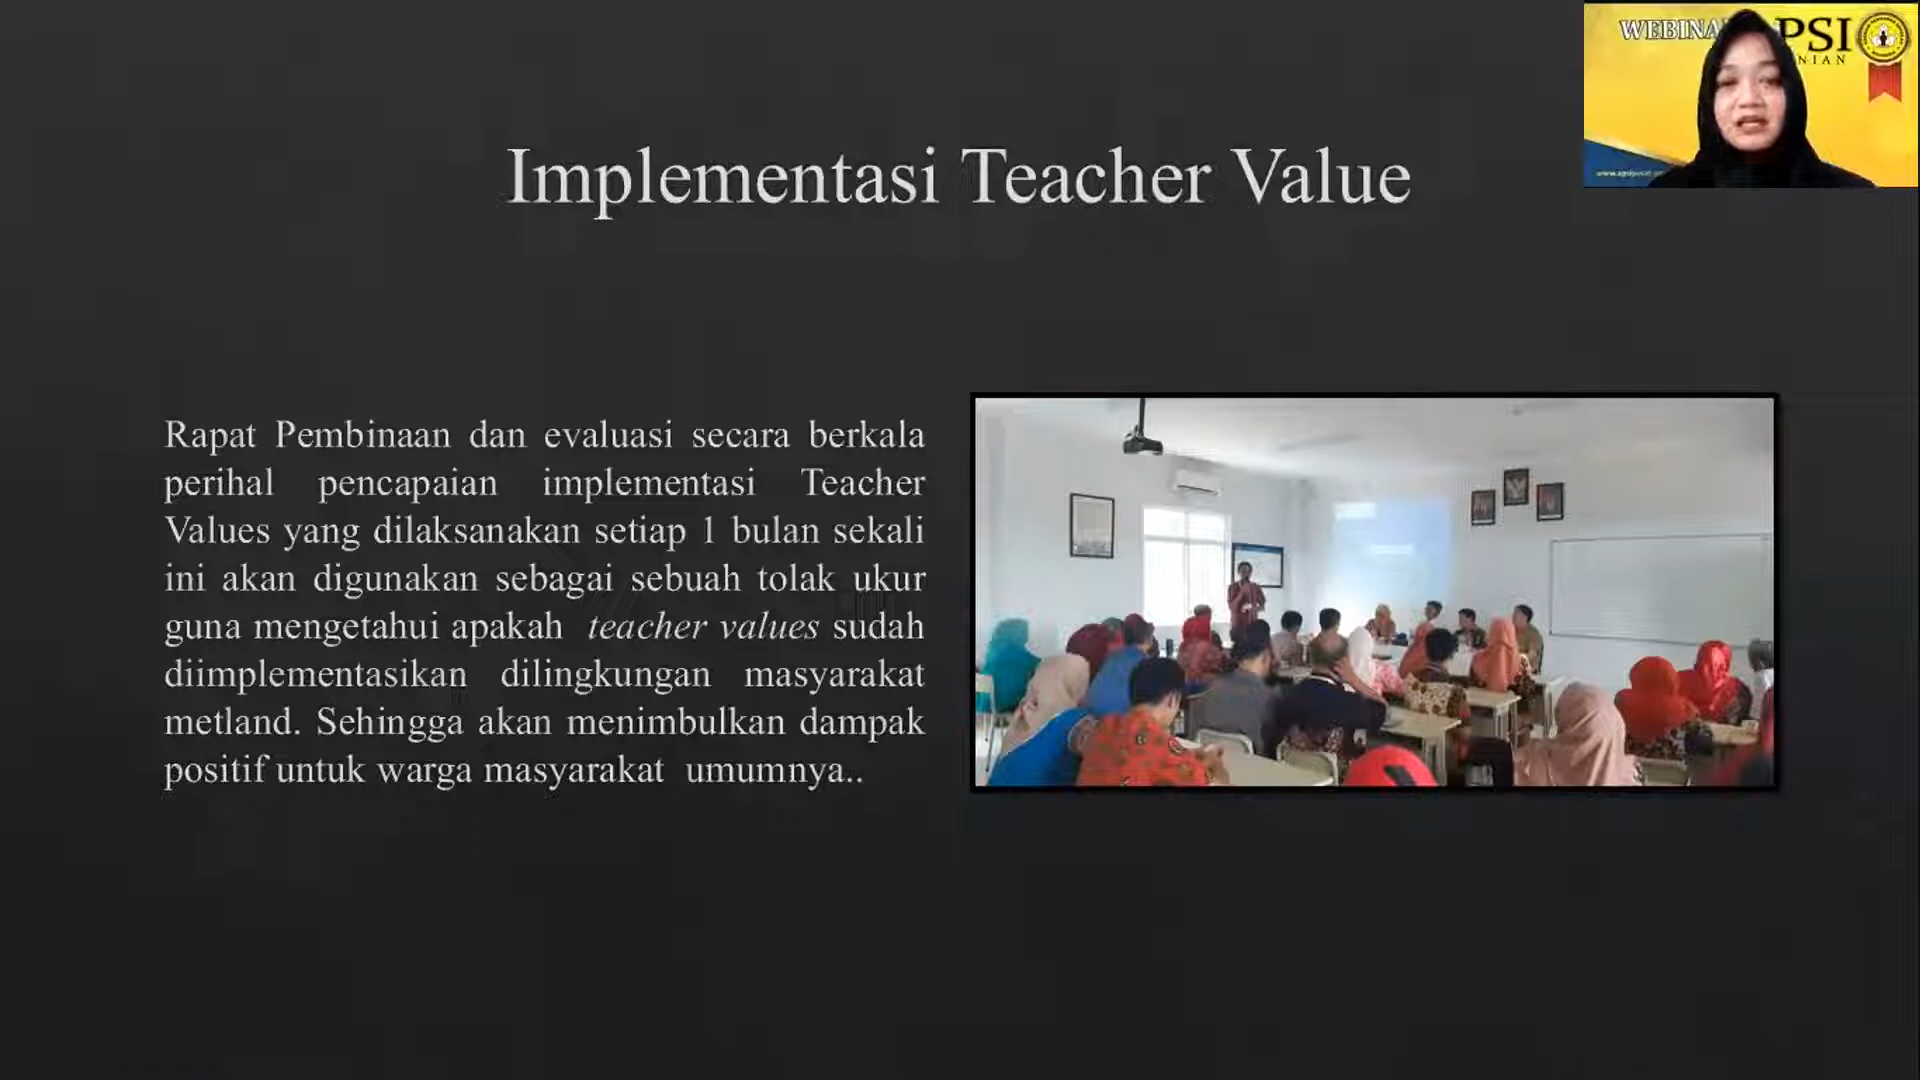 WEBINA
PSI
NIAN
Implementasi Teacher Value
Rapat Pembinaan dan evaluasi secara berkala
perihal pencapaian implementasi Teacher
Values yang dilaksanakan setiap 1 bulan sekali
ini akan digunakan sebagai sebuah tolak ukur
guna mengetahui apakah teacher values sudah
diimplementasikan dilingkungan masyarakat
metland. Sehingga akan menimbulkan dampak
positif untuk warga masyarakat umumnya..